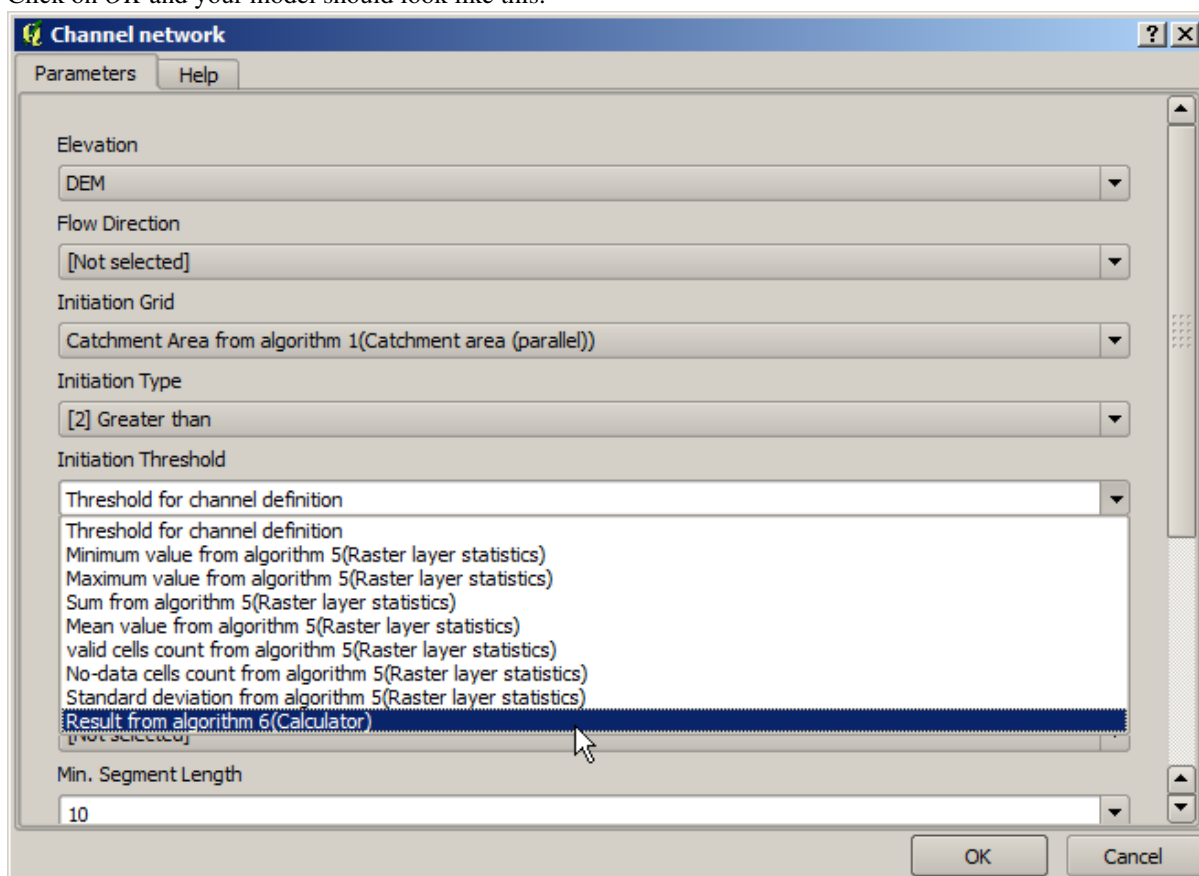 Click on OK and your model should look like this:
Channel network
Parameters Help
Elevation
DEM
Flow Direction
[Not selected]
Initiation Grid
Catchment Area from algorithm 1(Catchment area (parallel))
Initiation Type
[2] Greater than
Initiation Threshold
Threshold for channel definition
Threshold for channel definition
Minimum value from algorithm 5(Raster layer statistics)
Maximum value from algorithm 5(Raster layer statistics)
Sum from algorithm 5(Raster layer statistics)
Mean value from algorithm 5(Raster layer statistics)
valid cells count from algorithm 5(Raster layer statistics)
No-data cells count from algorithm 5(Raster layer statistics)
Standard deviation from algorithm 5(Raster layer statistics)
Result from algorithm 6(Calculator)
[Not selected]
Min. Segment Length
10
OK Cancel